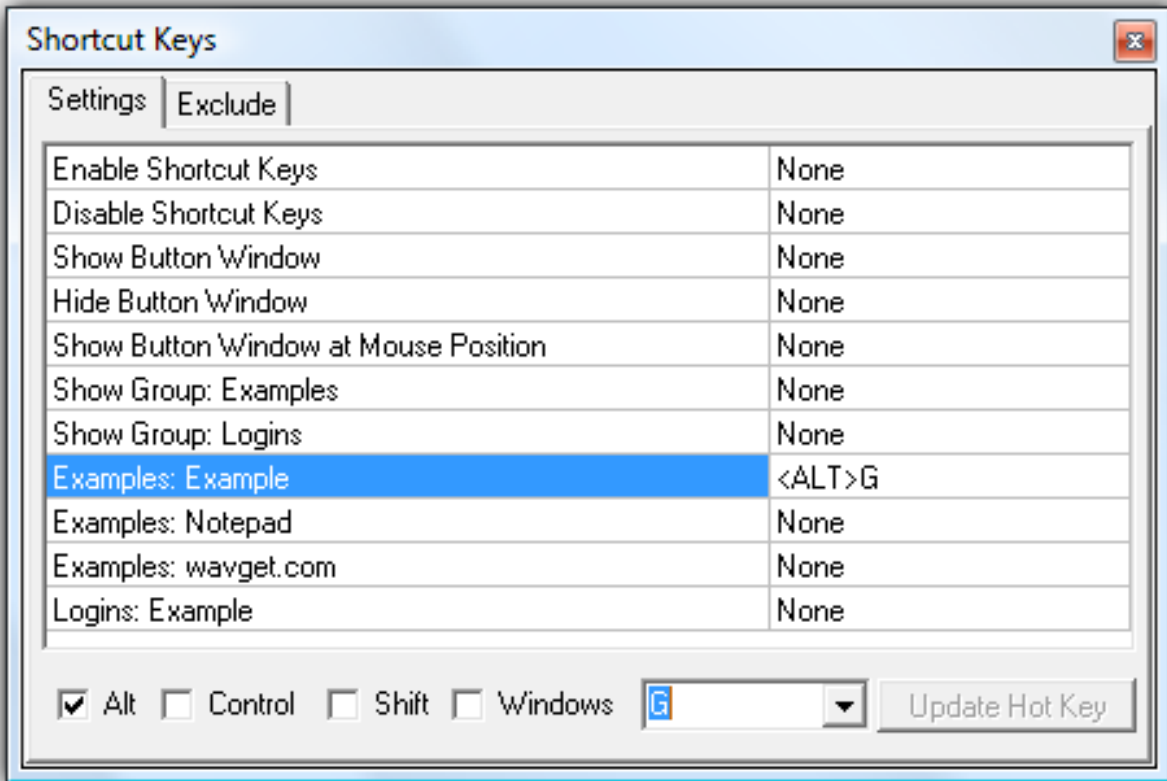 Shortcut Keys
Settings Exclude
Enable Shortcut Keys None
Disable Shortcut Keys None
Show Button Window None
Hide Button Window None
Show Button Window at Mouse Position None
Show Group: Examples None
Show Group: Logins None
Examples: Example <ALT>G
Examples: Notepad None
Examples: wavget.com None
Logins: Example None
Alt Control Shift Windows G Update Hot Key